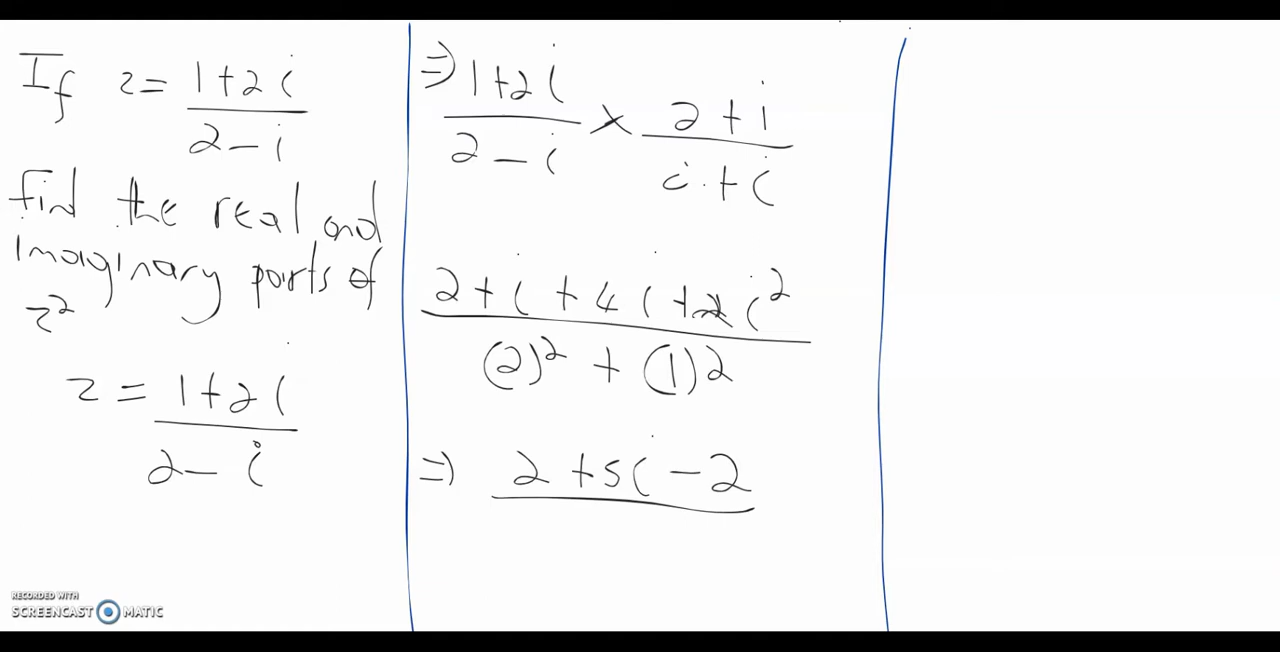 If z = (1+2i)/(2-i)
find the real and
imaginary parts of
z²
z = (1+2i)/(2-i)
⇒ (1+2i)/(2-i) × (2+i)/(i+i)
(2+i+4i+2i²)/((2)²+(1)2)
⇒ 2+5i-2
RECORDED WITH
SCREENCAST MATIC